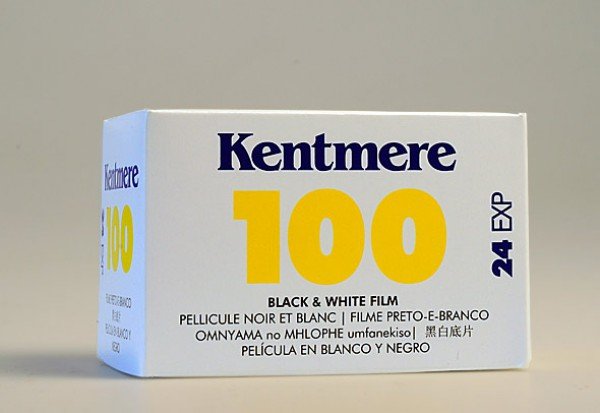 Kentmere
100
24 EXP
BLACK & WHITE FILM
PELLICULE NOIR ET BLANC | FILME PRETO-E-BRANCO
OMNYAMA no MHLOPHE umfanekiso| 黑白底片
PELÍCULA EN BLANCO Y NEGRO
Kentmere
100